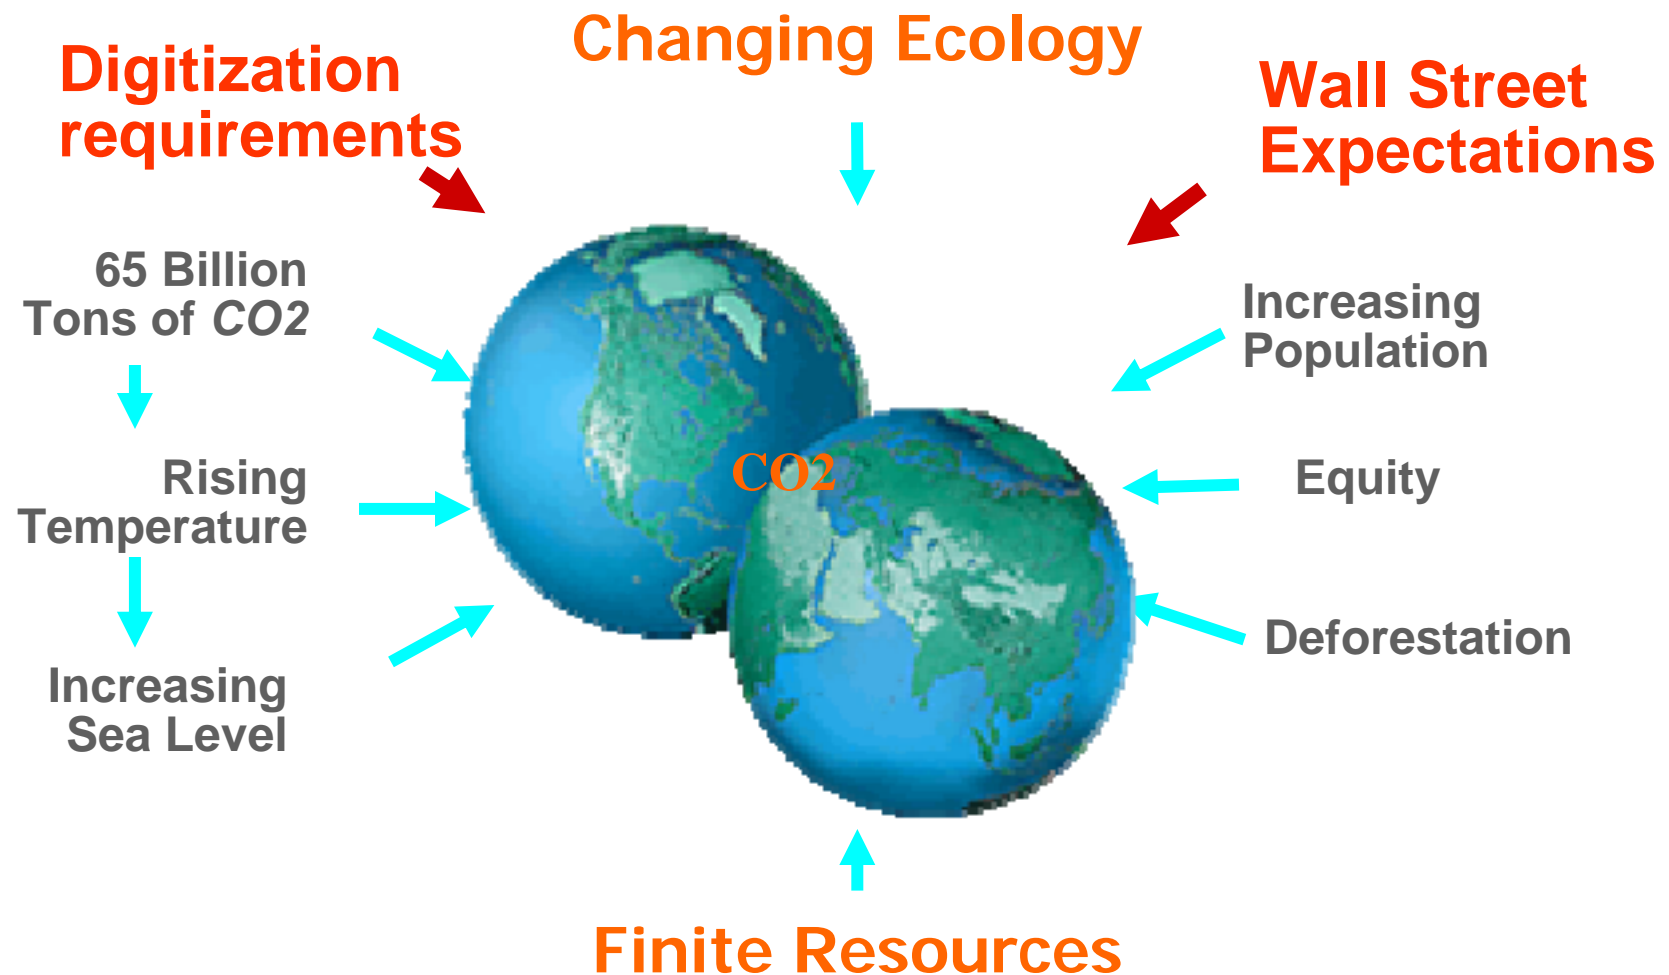 Changing Ecology
Digitization
requirements
Wall Street
Expectations
65 Billion
Tons of CO2
Rising
Temperature
Increasing
Sea Level
CO2
Increasing
Population
Equity
Deforestation
Finite Resources